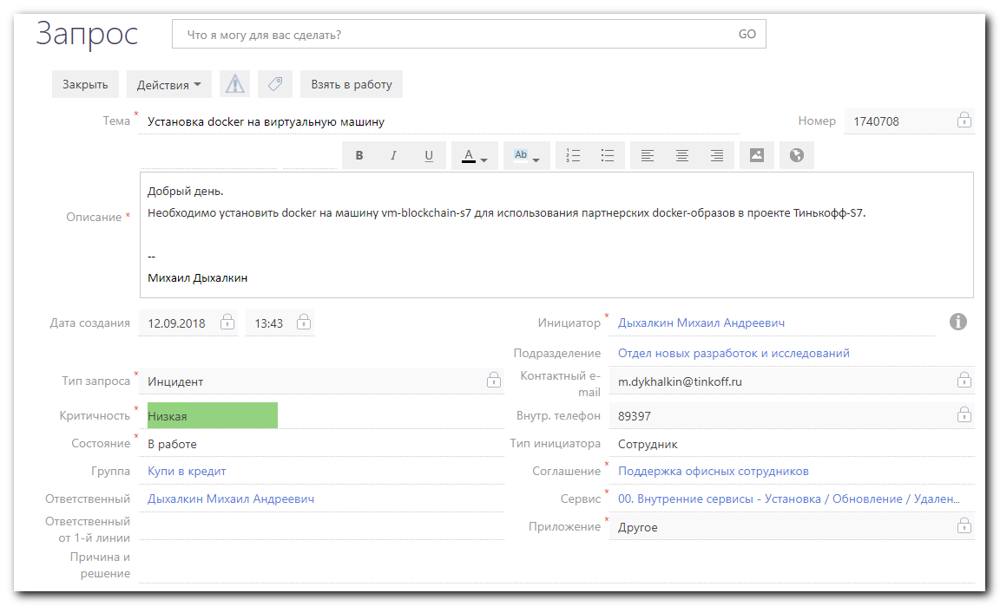 Запрос
Что я могу для вас сделать? GO
Закрыть Действия Взять в работу
Тема * Установка docker на виртуальную машину Номер 1740708
B I U A Ab
Добрый день.
Описание * Необходимо установить docker на машину vm-blockchain-s7 для использования партнерских docker-образов в проекте Тинькофф-S7.
--
Михаил Дыхалкин
Дата создания 12.09.2018 13:43 Инициатор * Дыхалкин Михаил Андреевич
Подразделение Отдел новых разработок и исследований
Тип запроса * Инцидент Контактный e-
mail m.dykhalkin@tinkoff.ru
Критичность * Низкая Внутр. телефон 89397
Состояние * В работе Тип инициатора Сотрудник
Группа Купи в кредит Соглашение * Поддержка офисных сотрудников
Ответственный Дыхалкин Михаил Андреевич Сервис * 00. Внутренние сервисы - Установка / Обновление / Удален...
Ответственный
от 1-й линии Приложение * Другое
Причина и
решение